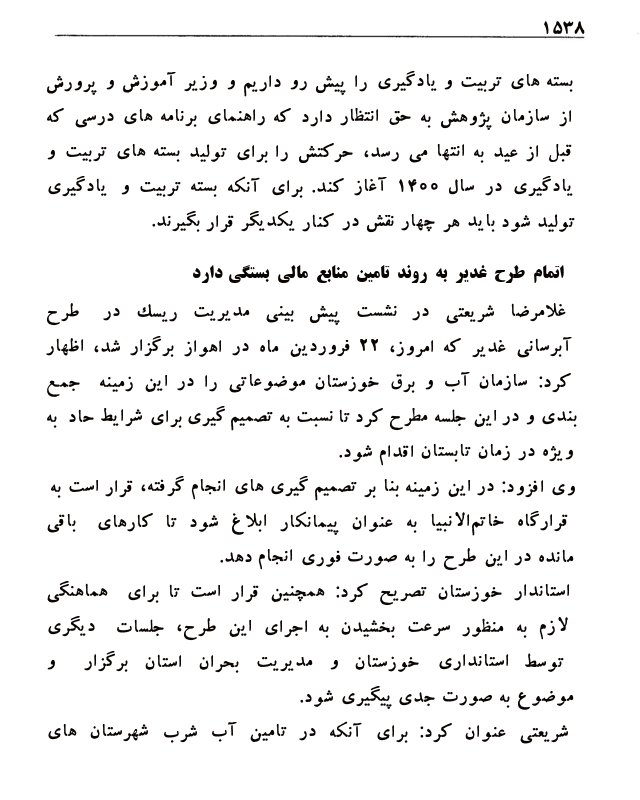 ۱۵۳۸
بسته های تربیت و یادگیری را پیش رو داریم و وزیر آموزش و پرورش
از سازمان پژوهش به حق انتظار دارد که راهنمای برنامه های درسی که
قبل از عید به انتها می رسد، حرکتش را برای تولید بسته های تربیت و
یادگیری در سال ۱۴۰۰ آغاز کند. برای آنکه بسته تربیت و یادگیری
تولید شود باید هر چهار نقش در کنار یکدیگر قرار بگیرند.
اتمام طرح غدیر به روند تامین منابع مالی بستگی دارد
غلامرضا شریعتی در نشست پیش بینی مدیریت ریسک در طرح
آبرسانی غدیر که امروز، ۲۲ فروردین ماه در اهواز برگزار شد، اظهار
کرد: سازمان آب و برق خوزستان موضوعاتی را در این زمینه جمع
بندی و در این جلسه مطرح کرد تا نسبت به تصمیم گیری برای شرایط حاد به
ویژه در زمان تابستان اقدام شود.
وی افزود: در این زمینه بنا بر تصمیم گیری های انجام گرفته، قرار است به
قرارگاه خاتم‌الانبیا به عنوان پیمانکار ابلاغ شود تا کارهای باقی
مانده در این طرح را به صورت فوری انجام دهد.
استاندار خوزستان تصریح کرد: همچنین قرار است تا برای هماهنگی
لازم به منظور سرعت بخشیدن به اجرای این طرح، جلسات دیگری
توسط استانداری خوزستان و مدیریت بحران استان برگزار و
موضوع به صورت جدی پیگیری شود.
شریعتی عنوان کرد: برای آنکه در تامین آب شرب شهرستان های